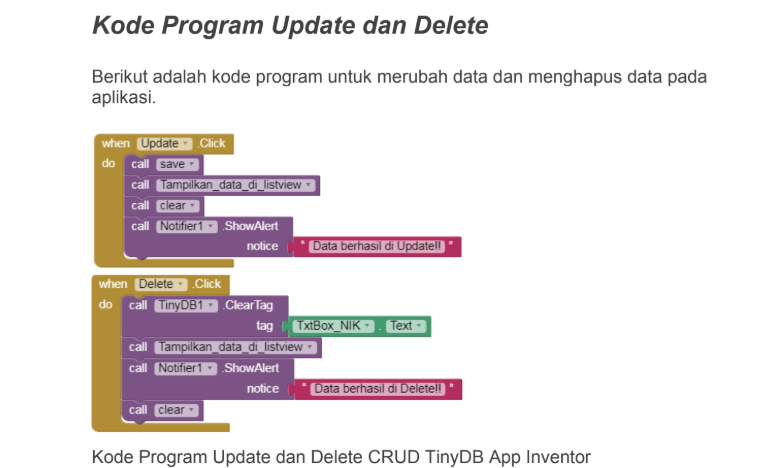 Kode Program Update dan Delete
Berikut adalah kode program untuk merubah data dan menghapus data pada
aplikasi.
when Update .Click
do call save
call Tampilkan_data_di_listview
call clear
call Notifier1 .ShowAlert
notice " Data berhasil di Update!! "
when Delete .Click
do call TinyDB1 .ClearTag
tag TxtBox_NIK . Text
call Tampilkan_data_di_listview
call Notifier1 .ShowAlert
notice " Data berhasil di Delete!! "
call clear
Kode Program Update dan Delete CRUD TinyDB App Inventor